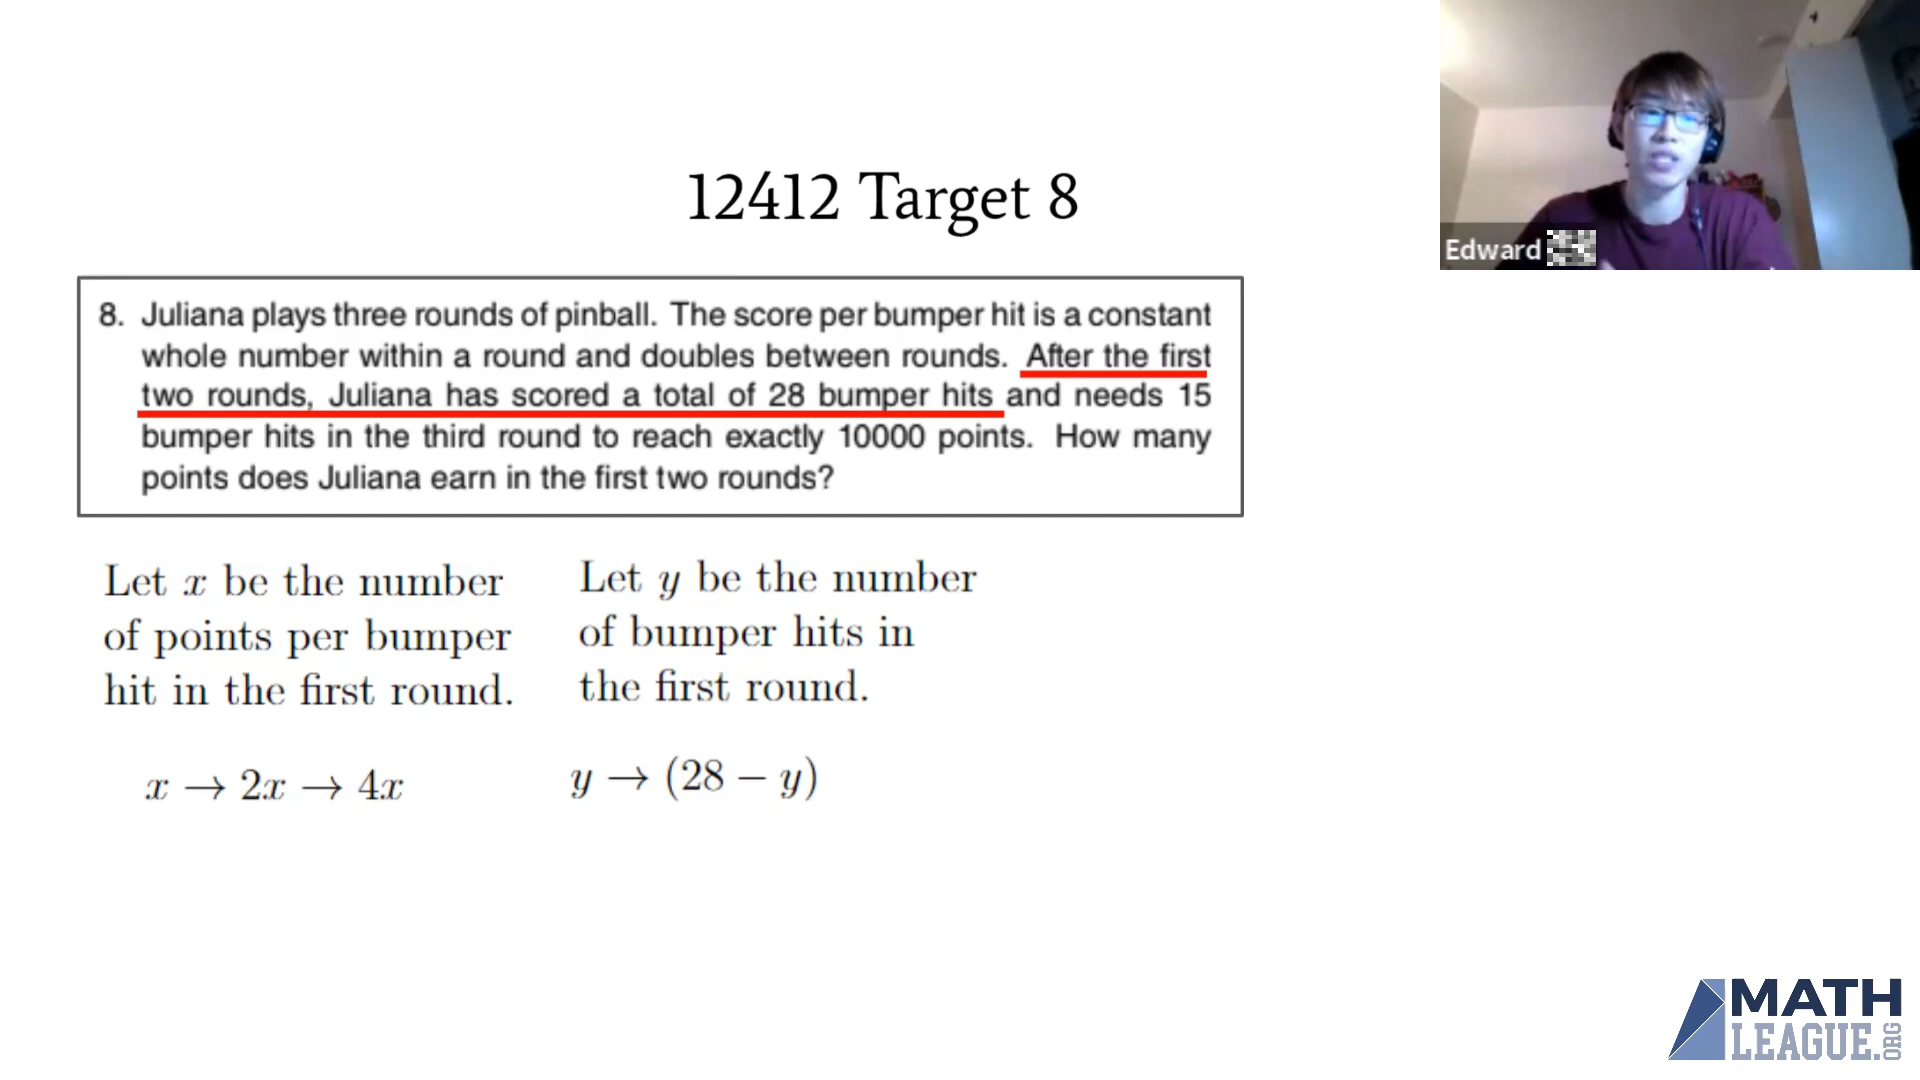 12412 Target 8
Edward
8. Juliana plays three rounds of pinball. The score per bumper hit is a constant
whole number within a round and doubles between rounds. After the first
two rounds, Juliana has scored a total of 28 bumper hits and needs 15
bumper hits in the third round to reach exactly 10000 points. How many
points does Juliana earn in the first two rounds?
Let x be the number
of points per bumper
hit in the first round.
x → 2x → 4x
Let y be the number
of bumper hits in
the first round.
y → (28 − y)
MATH
LEAGUE.ORG